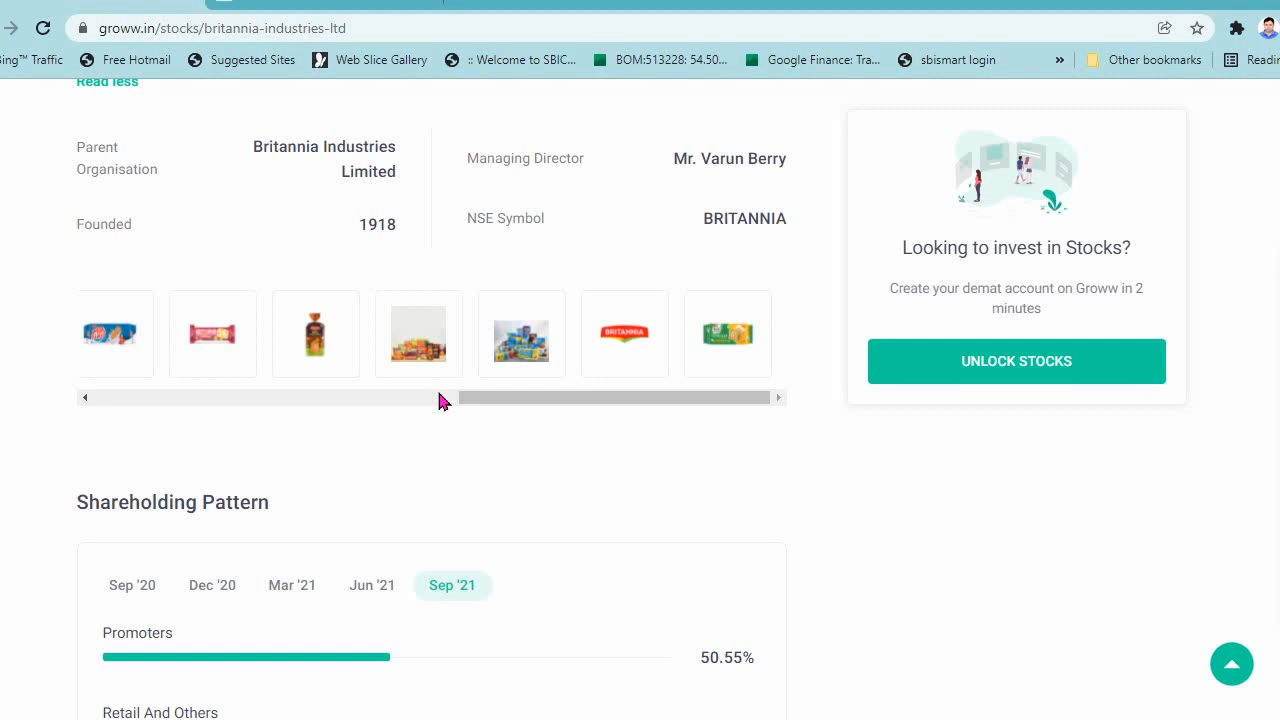 groww.in/stocks/britannia-industries-ltd
ing™ Traffic Free Hotmail Suggested Sites Web Slice Gallery :: Welcome to SBIC... BOM:513228: 54.50... Google Finance: Tra... sbismart login » Other bookmarks Readin
Read less
Parent Organisation
Britannia Industries Limited
Managing Director
Mr. Varun Berry
Founded
1918
NSE Symbol
BRITANNIA
BRITANNIA
Looking to invest in Stocks?
Create your demat account on Groww in 2
minutes
UNLOCK STOCKS
Shareholding Pattern
Sep '20 Dec '20 Mar '21 Jun '21 Sep '21
Promoters
50.55%
Retail And Others